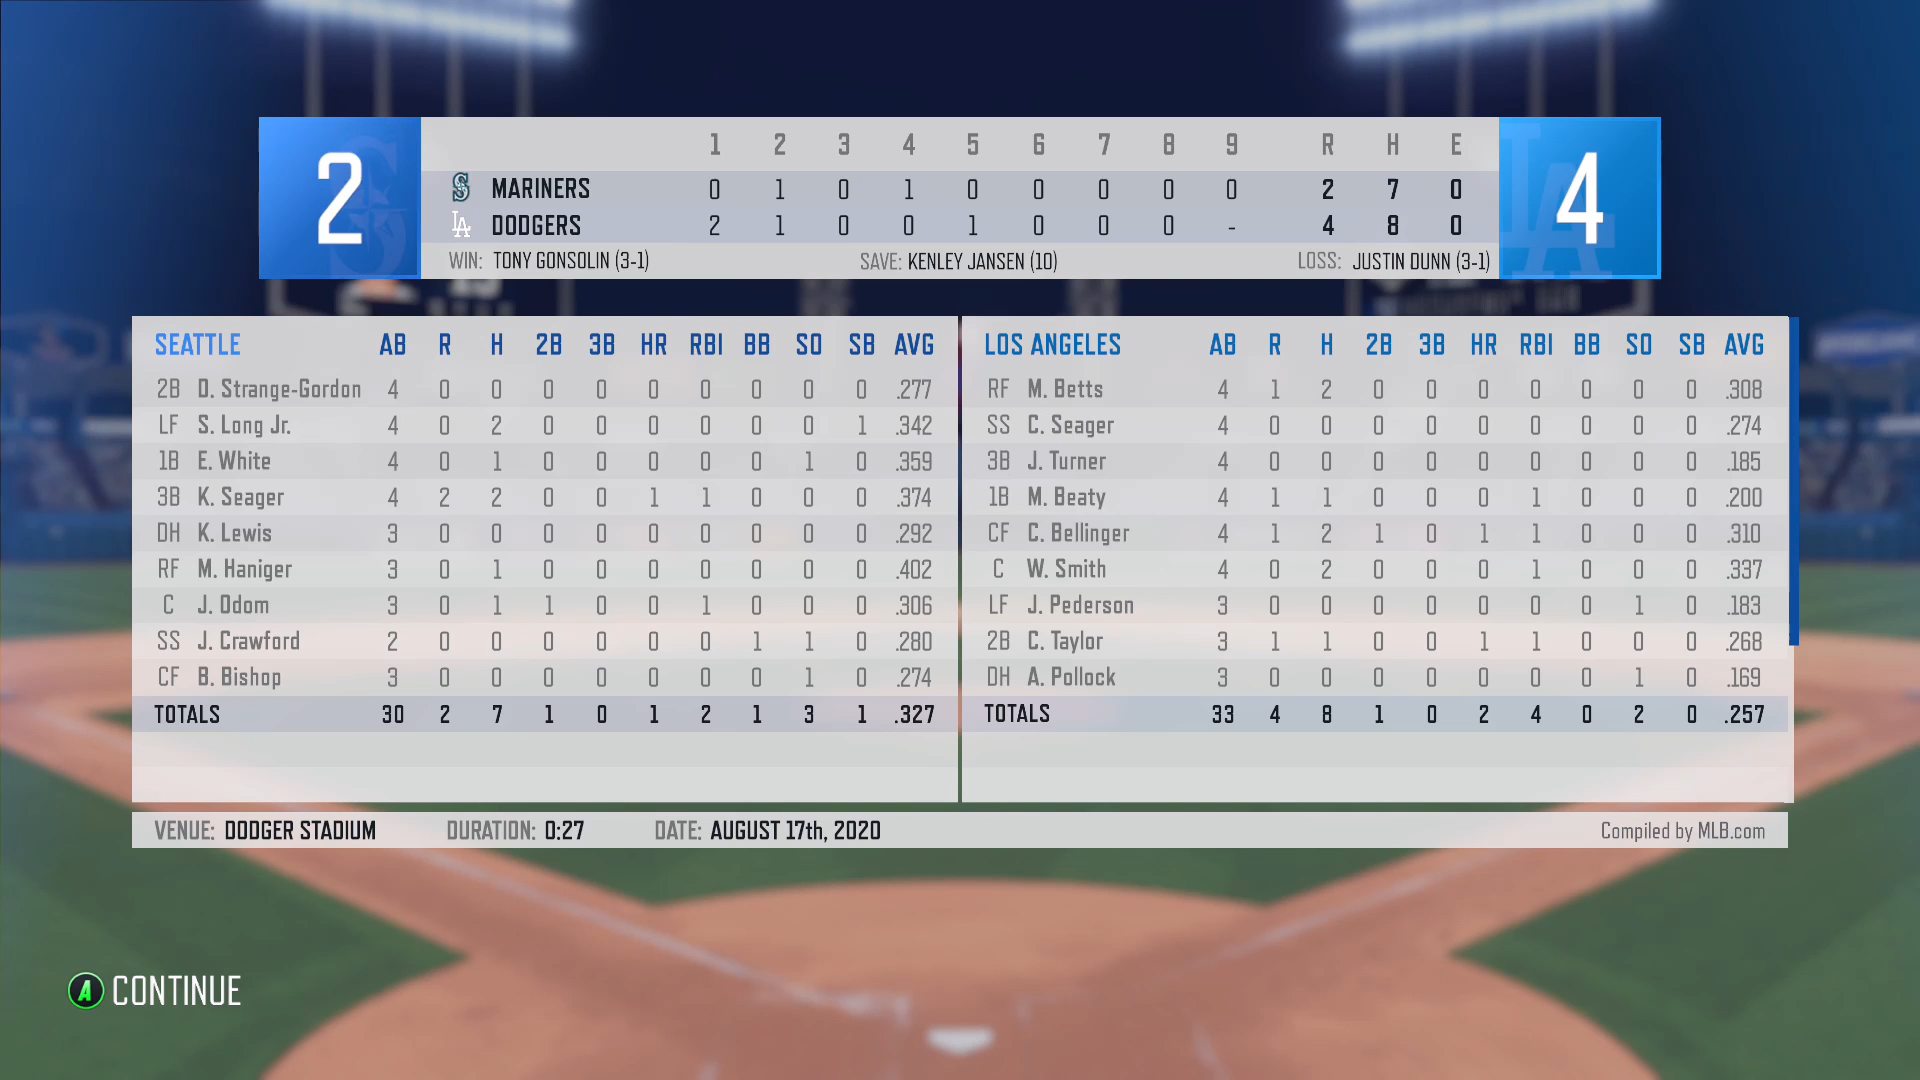 1 2 3 4 5 6 7 8 9 R H E
2 MARINERS 0 1 0 1 0 0 0 0 0 2 7 0 4
LA DODGERS 2 1 0 0 1 0 0 0 - 4 8 0
WIN: TONY GONSOLIN (3-1) SAVE: KENLEY JANSEN (10) LOSS: JUSTIN DUNN (3-1)
SEATTLE AB R H 2B 3B HR RBI BB SO SB AVG
2B D. Strange-Gordon 4 0 0 0 0 0 0 0 0 0 .277
LF S. Long Jr. 4 0 2 0 0 0 0 0 0 1 .342
1B E. White 4 0 1 0 0 0 0 0 1 0 .359
3B K. Seager 4 2 2 0 0 1 1 0 0 0 .374
DH K. Lewis 3 0 0 0 0 0 0 0 0 0 .292
RF M. Haniger 3 0 1 0 0 0 0 0 0 0 .402
C J. Odom 3 0 1 1 0 0 1 0 0 0 .306
SS J. Crawford 2 0 0 0 0 0 0 1 1 0 .280
CF B. Bishop 3 0 0 0 0 0 0 0 1 0 .274
TOTALS 30 2 7 1 0 1 2 1 3 1 .327
LOS ANGELES AB R H 2B 3B HR RBI BB SO SB AVG
RF M. Betts 4 1 2 0 0 0 0 0 0 0 .308
SS C. Seager 4 0 0 0 0 0 0 0 0 0 .274
3B J. Turner 4 0 0 0 0 0 0 0 0 0 .185
1B M. Beaty 4 1 1 0 0 0 1 0 0 0 .200
CF C. Bellinger 4 1 2 1 0 1 1 0 0 0 .310
C W. Smith 4 0 2 0 0 0 1 0 0 0 .337
LF J. Pederson 3 0 0 0 0 0 0 0 1 0 .183
2B C. Taylor 3 1 1 0 0 1 1 0 0 0 .268
DH A. Pollock 3 0 0 0 0 0 0 0 1 0 .169
TOTALS 33 4 8 1 0 2 4 0 2 0 .257
VENUE: DODGER STADIUM DURATION: 0:27 DATE: AUGUST 17th, 2020 Compiled by MLB.com
A CONTINUE